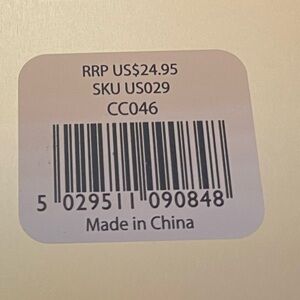 RRP US$24.95
SKU US029
CC046
5 029511 090848
Made in China